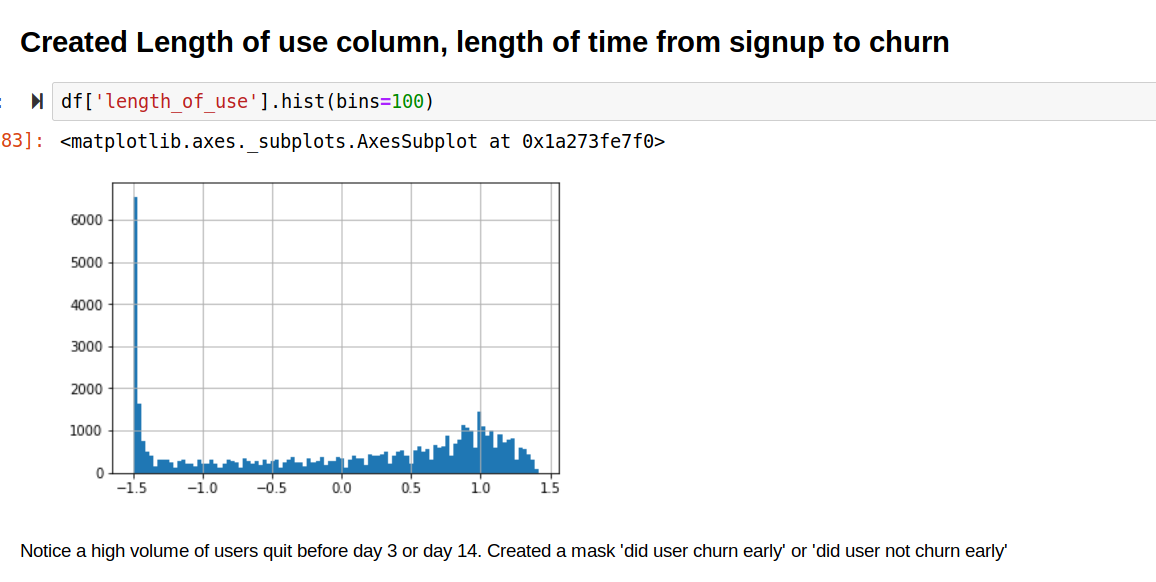 Created Length of use column, length of time from signup to churn
: df['length_of_use'].hist(bins=100)
83]: <matplotlib.axes._subplots.AxesSubplot at 0x1a273fe7f0>
6000
5000
4000
3000
2000
1000
0
−1.5 −1.0 −0.5 0.0 0.5 1.0 1.5
Notice a high volume of users quit before day 3 or day 14. Created a mask 'did user churn early' or 'did user not churn early'